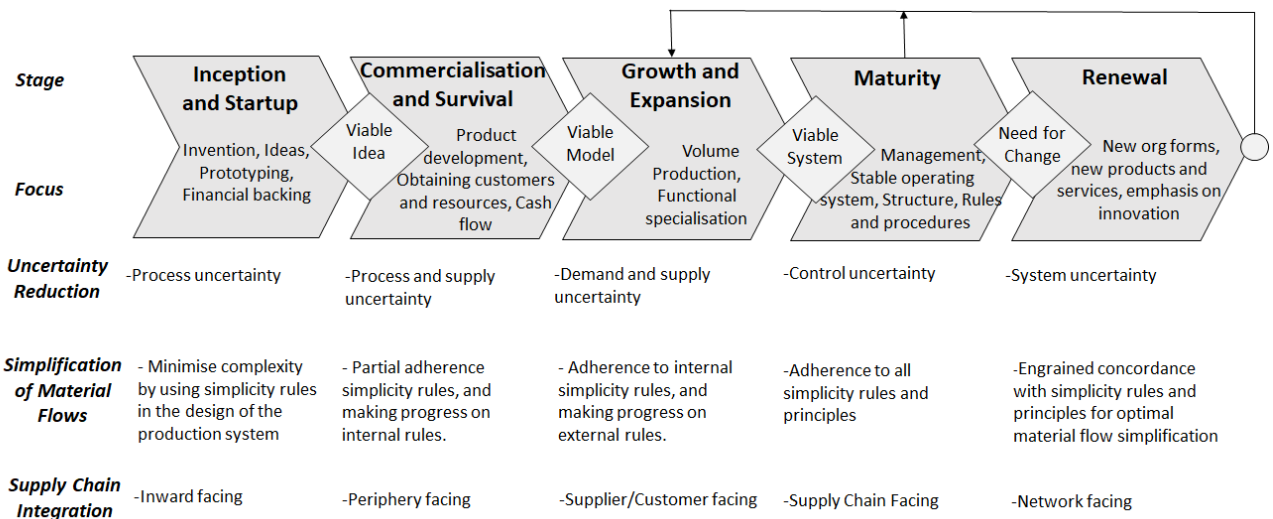 Stage
Inception
and Startup
Commercialisation
and Survival
Growth and
Expansion
Maturity
Renewal
Viable
Idea
Viable
Model
Viable
System
Need for
Change
Focus
Invention, Ideas,
Prototyping,
Financial backing
Product
development,
Obtaining customers
and resources, Cash
flow
Volume
Production,
Functional
specialisation
Management,
Stable operating
system, Structure, Rules
and procedures
New org forms,
new products and
services, emphasis on
innovation
Uncertainty
Reduction
-Process uncertainty
-Process and supply
uncertainty
-Demand and supply
uncertainty
-Control uncertainty
-System uncertainty
Simplification
of Material
Flows
- Minimise complexity
by using simplicity rules
in the design of the
production system
- Partial adherence
simplicity rules, and
making progress on
internal rules.
- Adherence to internal
simplicity rules, and
making progress on
external rules.
-Adherence to all
simplicity rules and
principles
-Engrained concordance
with simplicity rules and
principles for optimal
material flow simplification
Supply Chain
Integration
-Inward facing
-Periphery facing
-Supplier/Customer facing
-Supply Chain Facing
-Network facing